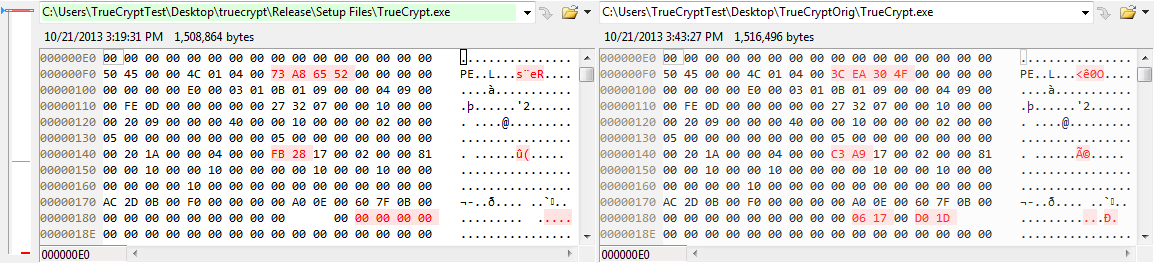 C:\Users\TrueCryptTest\Desktop\truecrypt\Release\Setup Files\TrueCrypt.exe
10/21/2013 3:19:31 PM 1,508,864 bytes
000000E0 00 00 00 00 00 00 00 00 00 00 00 00 00 00 00 00 ................
000000F0 50 45 00 00 4C 01 04 00 73 A8 65 52 00 00 00 00 PE..L...s¨eR....
00000100 00 00 00 00 E0 00 03 01 0B 01 09 00 00 04 09 00 ....à...........
00000110 00 FE 0D 00 00 00 00 00 27 32 07 00 00 10 00 00 .þ......'2......
00000120 00 20 09 00 00 00 40 00 00 10 00 00 00 02 00 00 . ....@.........
00000130 05 00 00 00 00 00 00 00 05 00 00 00 00 00 00 00 ................
00000140 00 20 1A 00 00 04 00 00 FB 28 17 00 02 00 00 81 . ......û(.....
00000150 00 00 10 00 00 10 00 00 00 00 10 00 00 10 00 00 ................
00000160 00 00 00 00 10 00 00 00 00 00 00 00 00 00 00 00 ................
00000170 AC 2D 0B 00 F0 00 00 00 00 A0 0E 00 60 7F 0B 00 ¬-..ð.... ..`..
00000180 00 00 00 00 00 00 00 00 00 00 00 00 00 ......... .....
0000018E 00 00 00 00 00 00 00 00 00 00 00 00 00 00 00 00 ................
000000E0
C:\Users\TrueCryptTest\Desktop\TrueCryptOrig\TrueCrypt.exe
10/21/2013 3:43:27 PM 1,516,496 bytes
000000E0 00 00 00 00 00 00 00 00 00 00 00 00 00 00 00 00 ................
000000F0 50 45 00 00 4C 01 04 00 3C EA 30 4F 00 00 00 00 PE..L...<ê0O....
00000100 00 00 00 00 E0 00 03 01 0B 01 09 00 00 04 09 00 ....à...........
00000110 00 FE 0D 00 00 00 00 00 27 32 07 00 00 10 00 00 .þ......'2......
00000120 00 20 09 00 00 00 40 00 00 10 00 00 00 02 00 00 . ....@.........
00000130 05 00 00 00 00 00 00 00 05 00 00 00 00 00 00 00 ................
00000140 00 20 1A 00 00 04 00 00 C3 A9 17 00 02 00 00 81 . ......Ã©.....
00000150 00 00 10 00 00 10 00 00 00 00 10 00 00 10 00 00 ................
00000160 00 00 00 00 10 00 00 00 00 00 00 00 00 00 00 00 ................
00000170 AC 2D 0B 00 F0 00 00 00 00 A0 0E 00 60 7F 0B 00 ¬-..ð.... ..`..
00000180 00 00 00 00 00 00 00 00 00 06 17 00 D0 1D ......... ...Ð.
0000018E 00 00 00 00 00 00 00 00 00 00 00 00 00 00 00 00 ................
000000E0